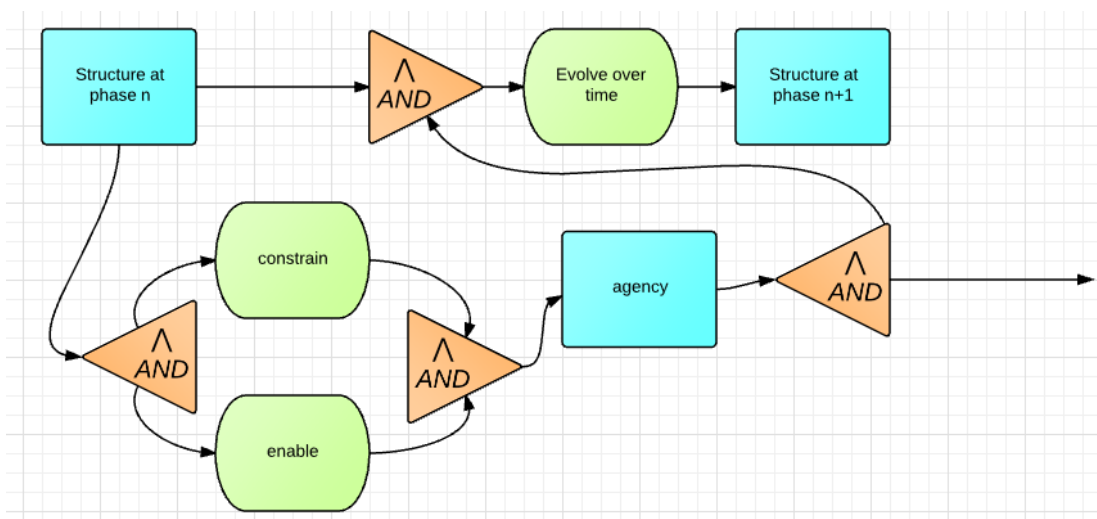 Structure at
phase n
Λ
AND
Evolve over
time
Structure at
phase n+1
constrain
agency
Λ
AND
Λ
AND
Λ
AND
enable